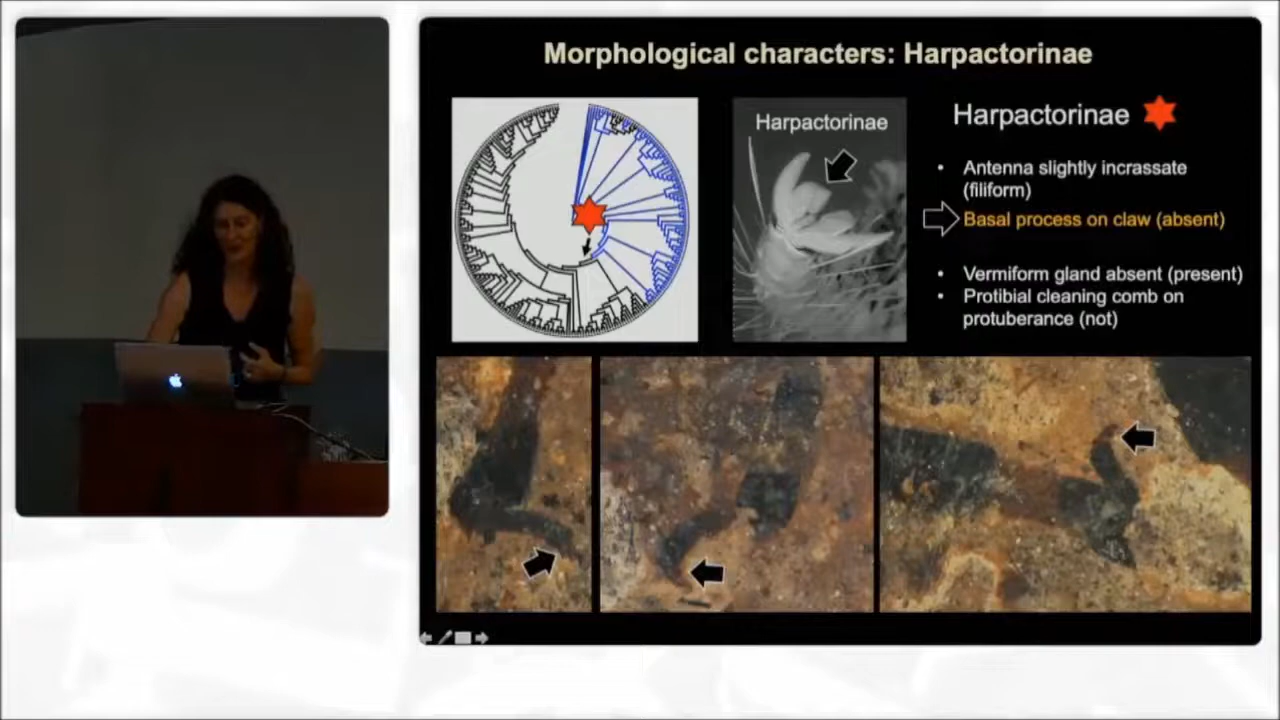 Morphological characters: Harpactorinae
Harpactorinae
Harpactorinae
• Antenna slightly incrassate
(filiform)
Basal process on claw (absent)
• Vermiform gland absent (present)
• Protibial cleaning comb on
protuberance (not)